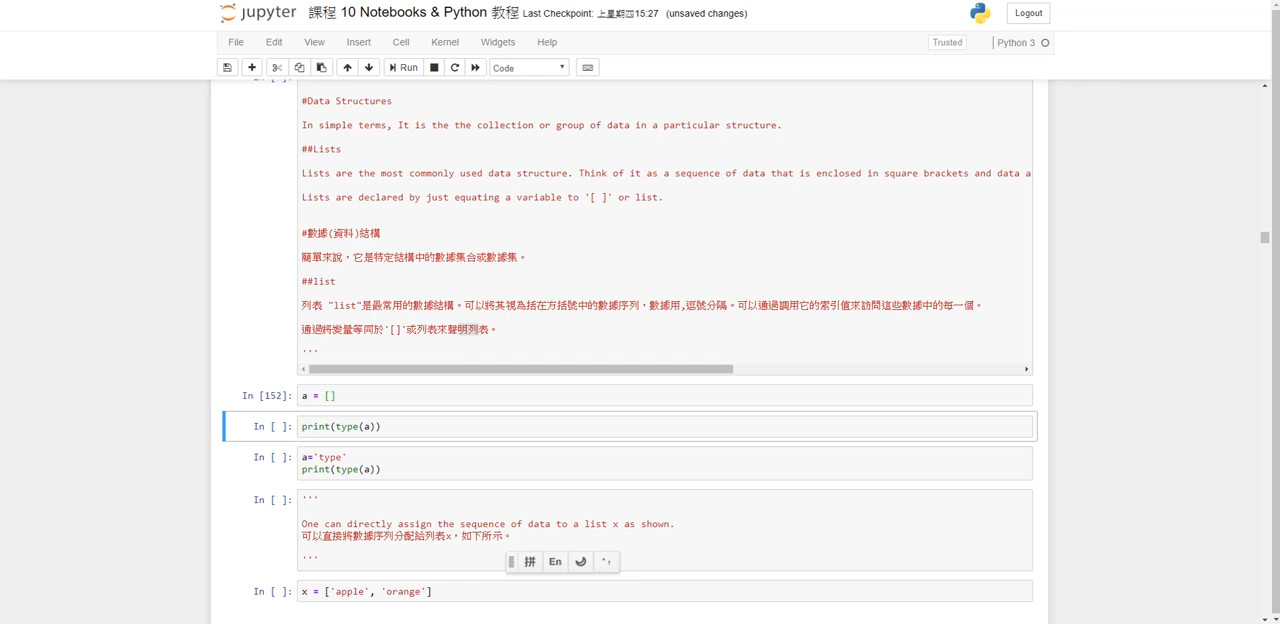 jupyter 課程 10 Notebooks & Python 教程 Last Checkpoint: 上星期四15:27 (unsaved changes)
Logout
File Edit View Insert Cell Kernel Widgets Help
Trusted
Python 3
Run
Code
#Data Structures
In simple terms, It is the the collection or group of data in a particular structure.
##Lists
Lists are the most commonly used data structure. Think of it as a sequence of data that is enclosed in square brackets and data a
Lists are declared by just equating a variable to '[ ]' or list.
#數據(資料)結構
簡單來說，它是特定結構中的數據集合或數據集。
##list
列表 "list"是最常用的數據結構。可以將其視為括在方括號中的數據序列，數據用,逗號分隔。可以通過調用它的索引值來訪問這些數據中的每一個。
通過將變量等同於'[]'或列表來聲明列表。
'''
In [152]: a = []
In [ ]: print(type(a))
In [ ]: a='type'
print(type(a))
In [ ]: '''
One can directly assign the sequence of data to a list x as shown.
可以直接將數據序列分配給列表x，如下所示。
'''
拼 En
In [ ]: x = ['apple', 'orange']